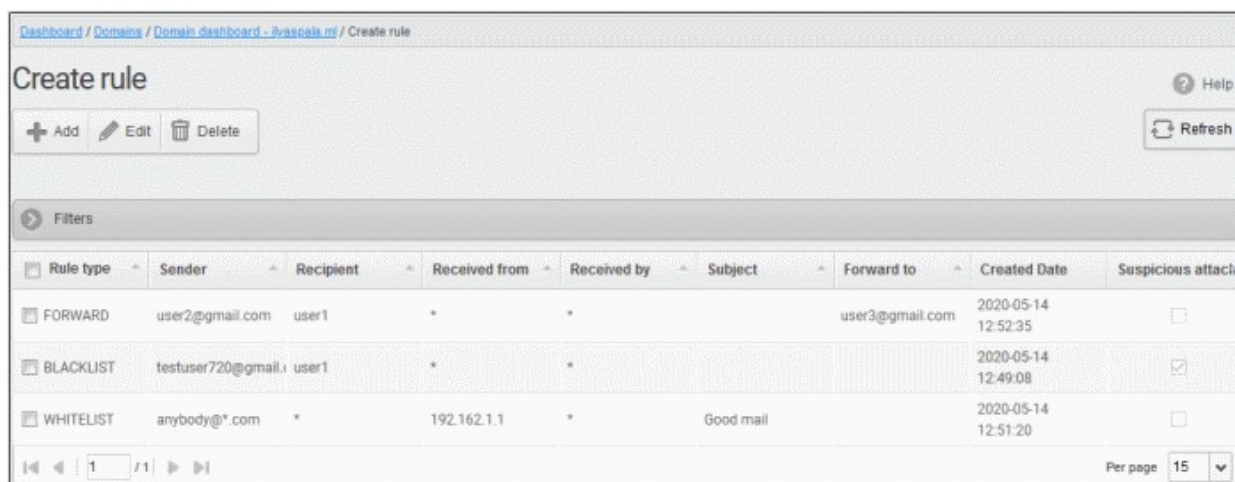 Dashboard / Domains / Domain dashboard - ilvaspala.ml / Create rule
Create rule
Help
Add Edit Delete
Refresh
Filters
Rule type Sender Recipient Received from Received by Subject Forward to Created Date Suspicious attach
FORWARD user2@gmail.com user1 * * user3@gmail.com 2020-05-14 12:52:35
BLACKLIST testuser720@gmail. user1 * * 2020-05-14 12:49:08
WHITELIST anybody@*.com * 192.162.1.1 * Good mail 2020-05-14 12:51:20
1 / 1
Per page 15